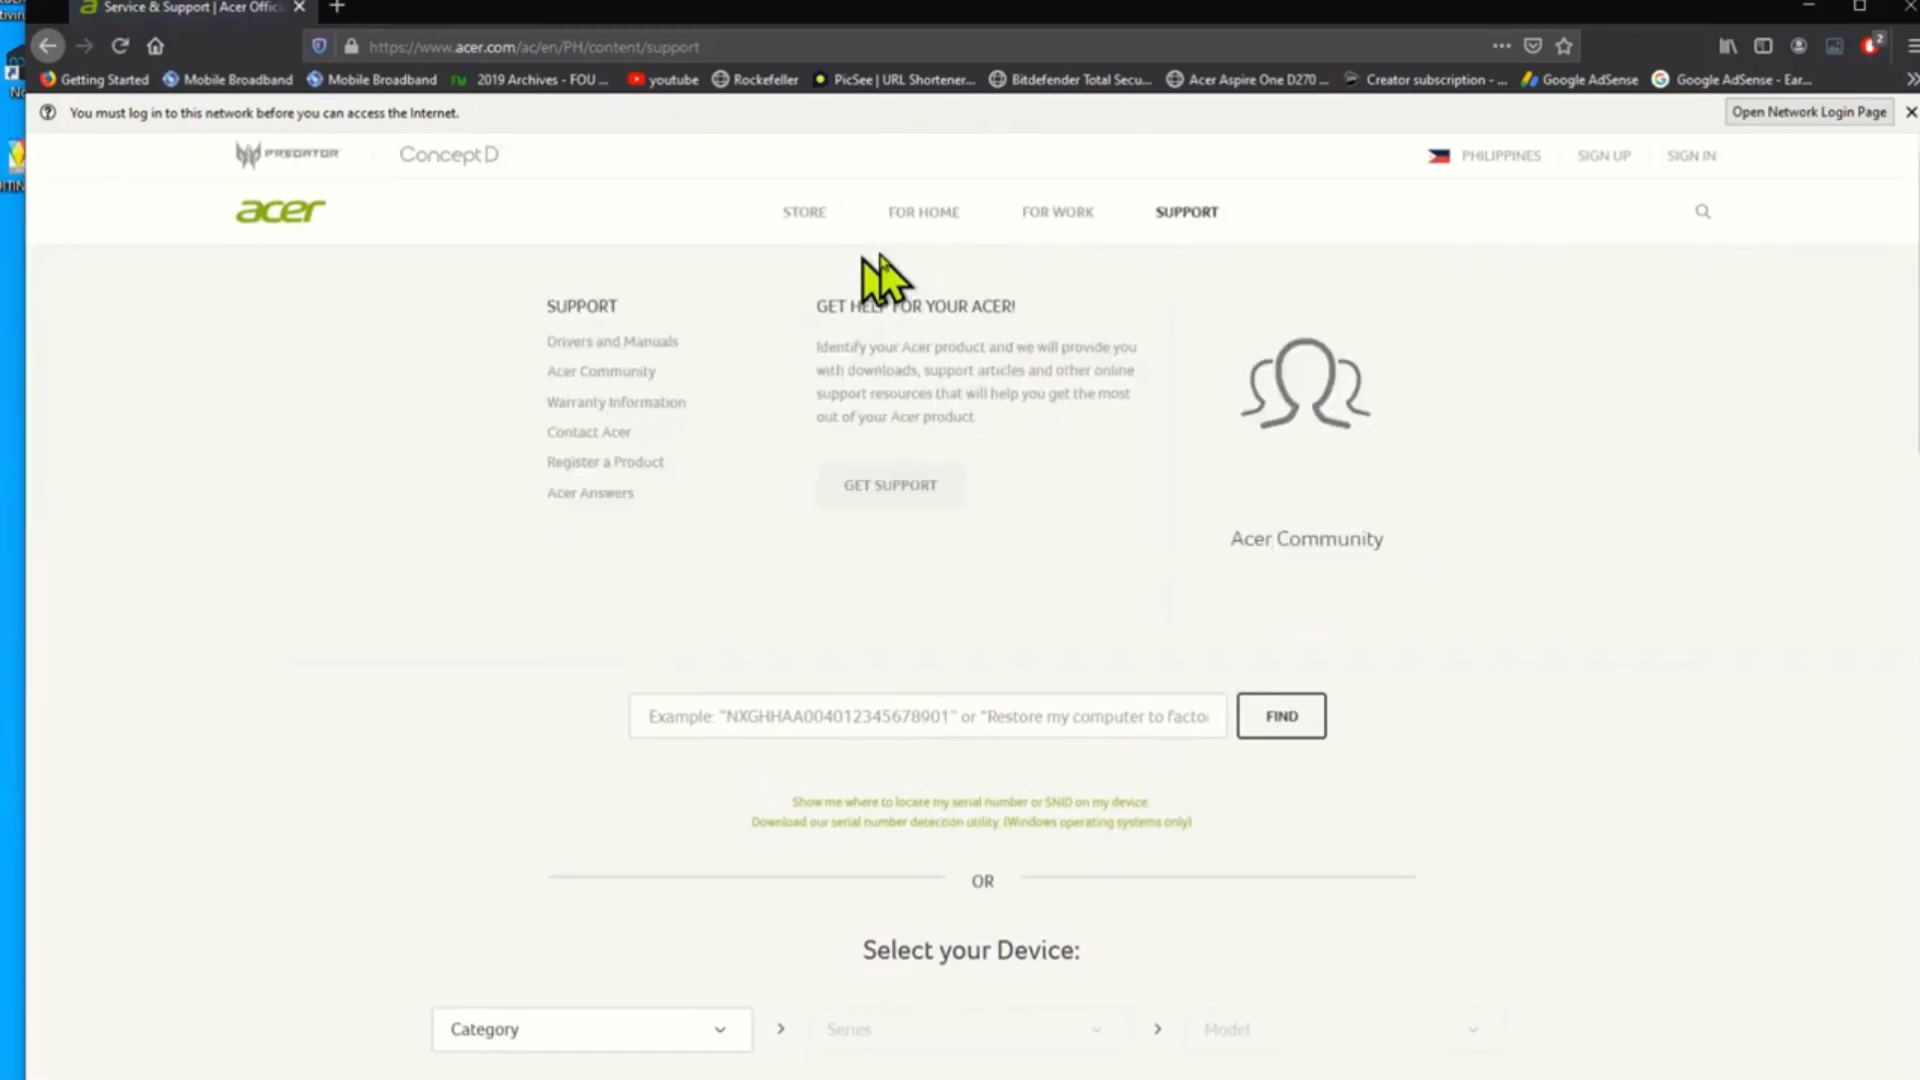 Service & Support | Acer Offici
https://www.acer.com/ac/en/PH/content/support
2
Getting Started
Mobile Broadband
Mobile Broadband
2019 Archives - FOU ...
youtube
Rockefeller
PicSee | URL Shortener...
Bitdefender Total Secu...
Acer Aspire One D270 ...
Creator subscription - ...
Google AdSense
Google AdSense - Ear...
You must log in to this network before you can access the Internet.
Open Network Login Page
PREDATOR
ConceptD
PHILIPPINES
SIGN UP
SIGN IN
acer
STORE
FOR HOME
FOR WORK
SUPPORT
SUPPORT
Drivers and Manuals
Acer Community
Warranty Information
Contact Acer
Register a Product
Acer Answers
GET HELP FOR YOUR ACER!
Identify your Acer product and we will provide you
with downloads, support articles and other online
support resources that will help you get the most
out of your Acer product.
GET SUPPORT
Acer Community
Example: "NXGHHAA004012345678901" or "Restore my computer to factor
FIND
Show me where to locate my serial number or SNID on my device.
Download our serial number detection utility. (Windows operating systems only)
OR
Select your Device:
Category
Series
Model